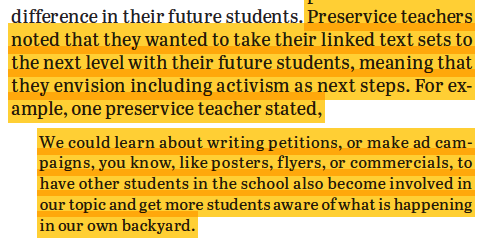 difference in their future students. Preservice teachers
noted that they wanted to take their linked text sets to
the next level with their future students, meaning that
they envision including activism as next steps. For ex-
ample, one preservice teacher stated,
We could learn about writing petitions, or make ad cam-
paigns, you know, like posters, flyers, or commercials, to
have other students in the school also become involved in
our topic and get more students aware of what is happening
in our own backyard.